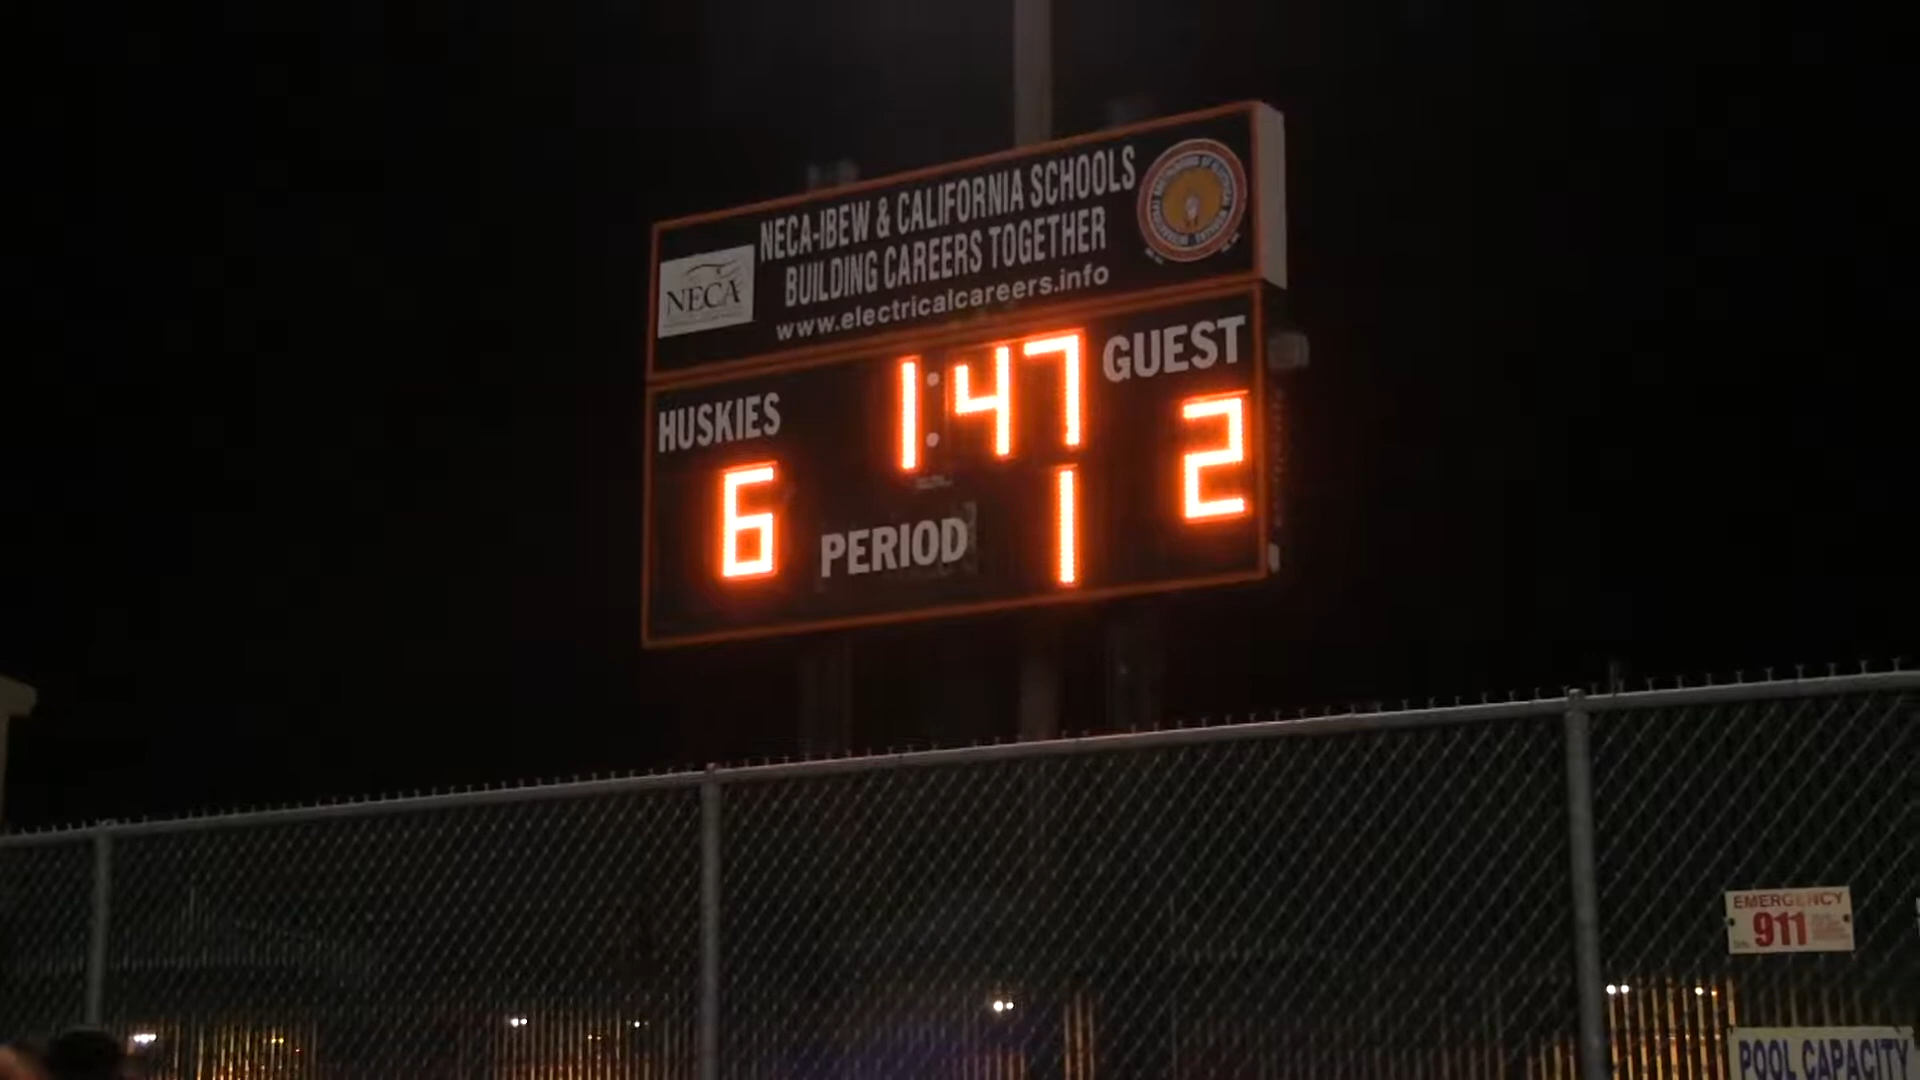 NECA-IBEW & CALIFORNIA SCHOOLS
BUILDING CAREERS TOGETHER
www.electricalcareers.info
NECA
1:47
HUSKIES
GUEST
6
2
PERIOD
1
EMERGENCY
911
POOL CAPACITY